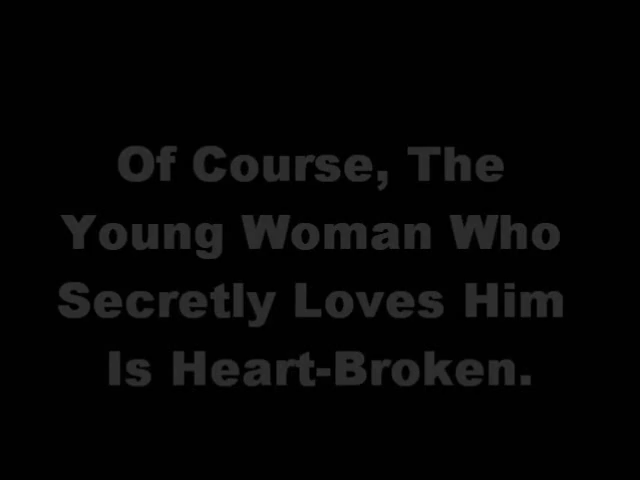 Of Course, The
Young Woman Who
Secretly Loves Him
Is Heart-Broken.